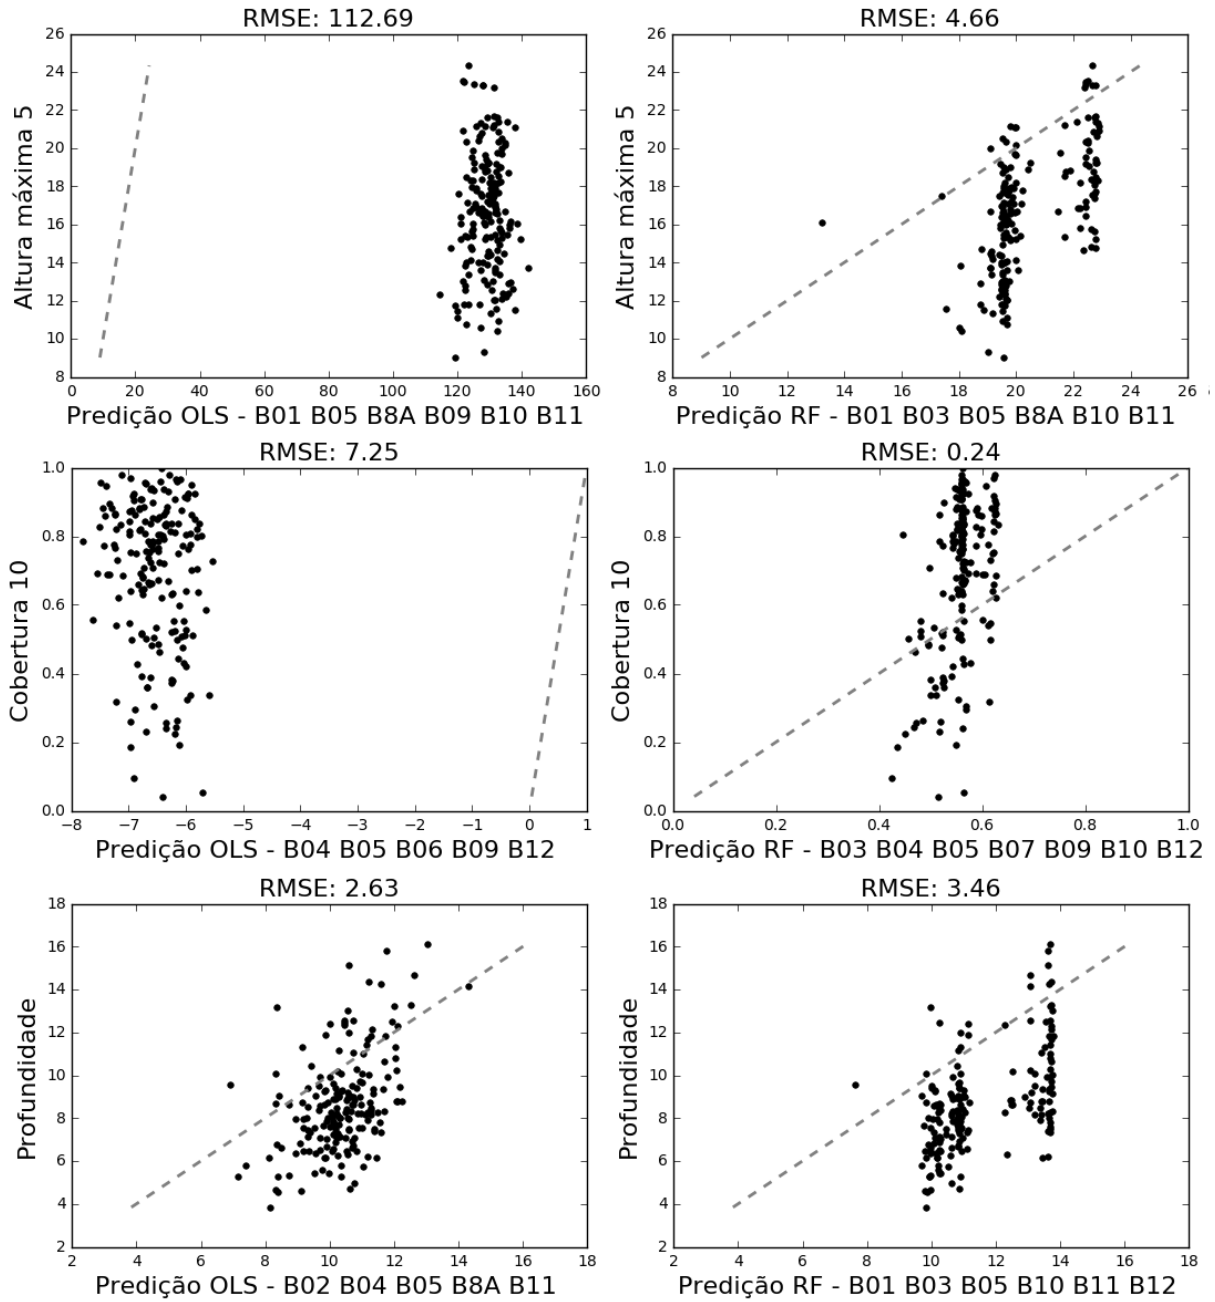 RMSE: 112.69
26
24
22
20
18
16
14
12
10
8
Altura máxima 5
0 20 40 60 80 100 120 140 160
Predição OLS - B01 B05 B8A B09 B10 B11
RMSE: 4.66
26
24
22
20
18
16
14
12
10
8
Altura máxima 5
8 10 12 14 16 18 20 22 24 26
Predição RF - B01 B03 B05 B8A B10 B11
RMSE: 7.25
1.0
0.8
0.6
0.4
0.2
0.0
Cobertura 10
−8 −7 −6 −5 −4 −3 −2 −1 0 1
Predição OLS - B04 B05 B06 B09 B12
RMSE: 0.24
1.0
0.8
0.6
0.4
0.2
0.0
Cobertura 10
0.0 0.2 0.4 0.6 0.8 1.0
Predição RF - B03 B04 B05 B07 B09 B10 B12
RMSE: 2.63
18
16
14
12
10
8
6
4
2
Profundidade
2 4 6 8 10 12 14 16 18
Predição OLS - B02 B04 B05 B8A B11
RMSE: 3.46
18
16
14
12
10
8
6
4
2
Profundidade
2 4 6 8 10 12 14 16 18
Predição RF - B01 B03 B05 B10 B11 B12